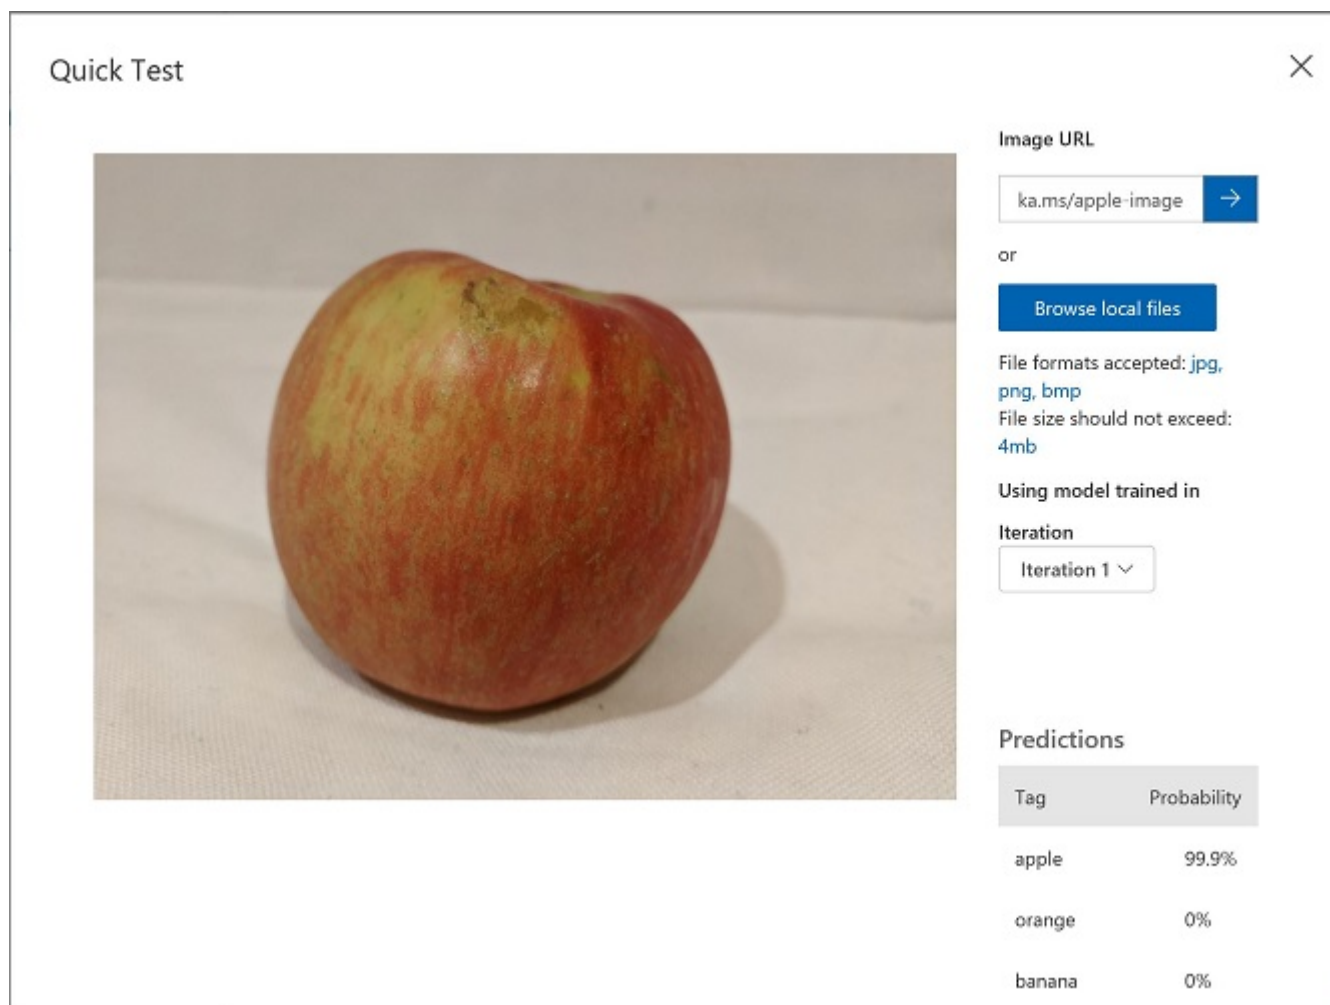 Quick Test
Image URL
ka.ms/apple-image
or
Browse local files
File formats accepted: jpg,
png, bmp
File size should not exceed:
4mb
Using model trained in
Iteration
Iteration 1
Predictions
Tag Probability
apple 99.9%
orange 0%
banana 0%